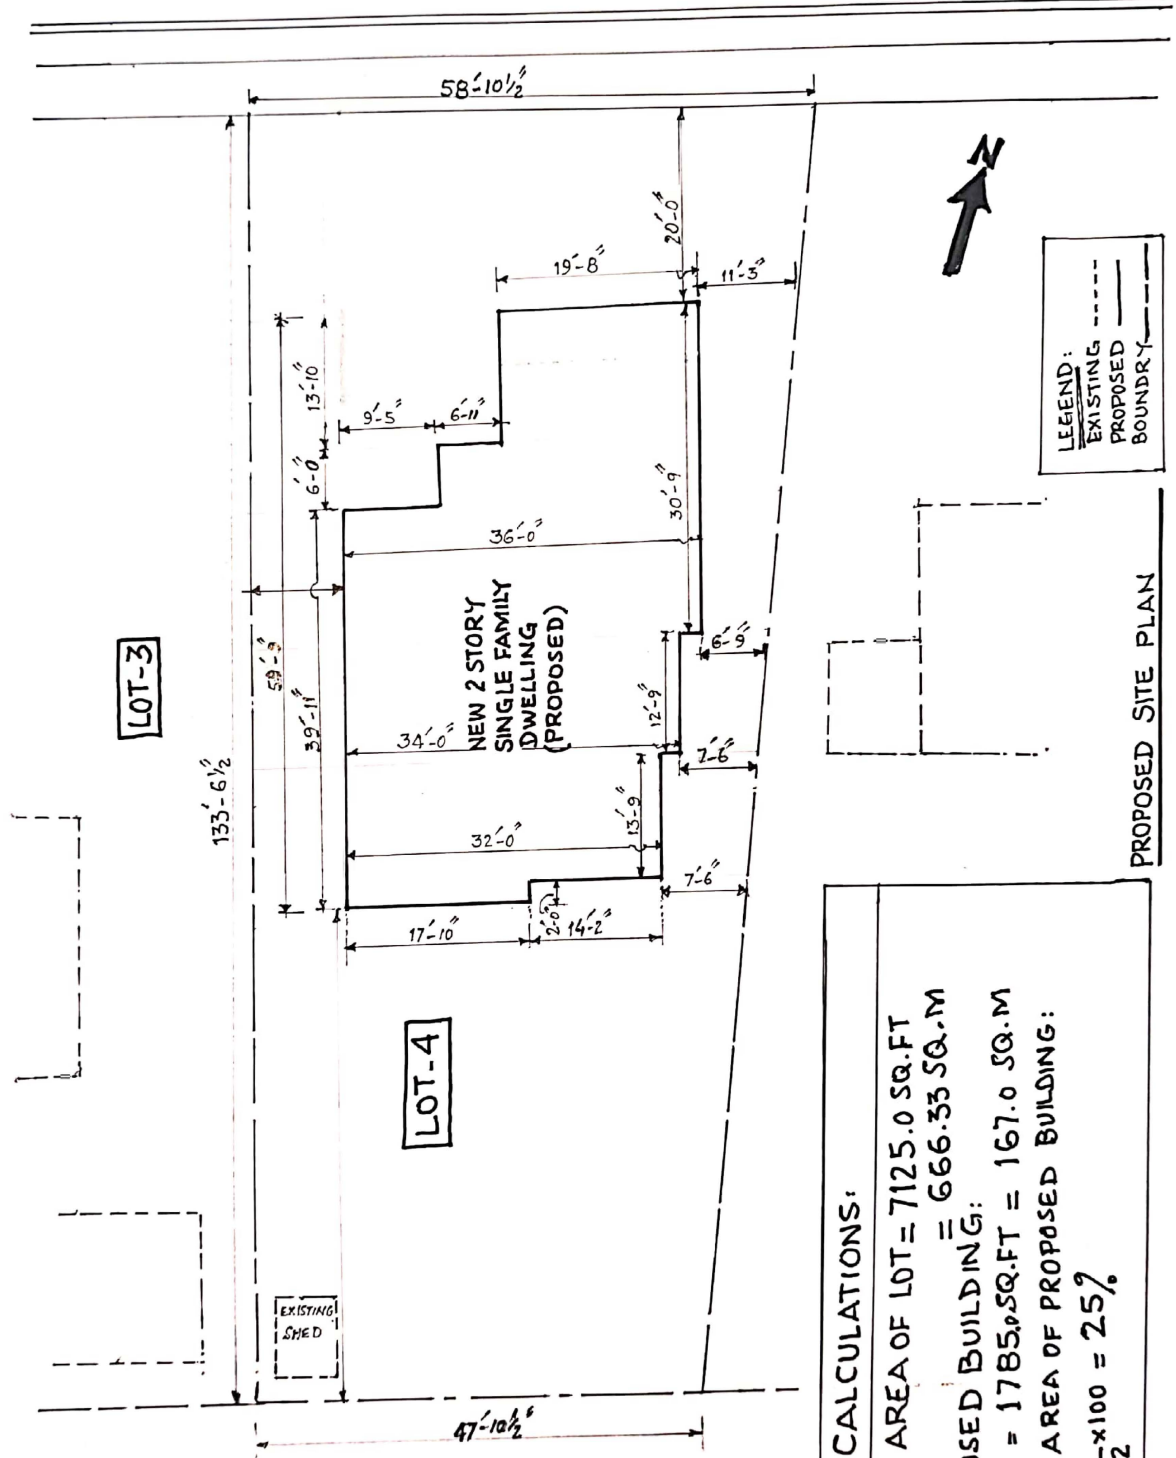 58'-10½"
20'-0"
N
19'-8"
11'-3"
13'-10
9'-5"
6'-11"
6'-0"
LEGEND:
EXISTING
PROPOSED
BOUNDRY
36'-0"
30'-9"
LOT-3
59'-9"
39'-11"
NEW 2 STORY
SINGLE FAMILY
DWELLING
(PROPOSED)
6'-9"
12'-9"
34'-0"
7'-6"
133'-6½
13'-9"
32'-0"
7'-6"
17'-10"
2'-0"
14'-2"
PROPOSED SITE PLAN
LOT-4
EXISTING
SHED
47'-10½"
CALCULATIONS:
AREA OF LOT = 7125.0 SQ.FT
= 666.33 SQ.M
SED BUILDING:
= 1785.0 SQ.FT = 167.0 SQ.M
AREA OF PROPOSED BUILDING:
x100 = 25%
2